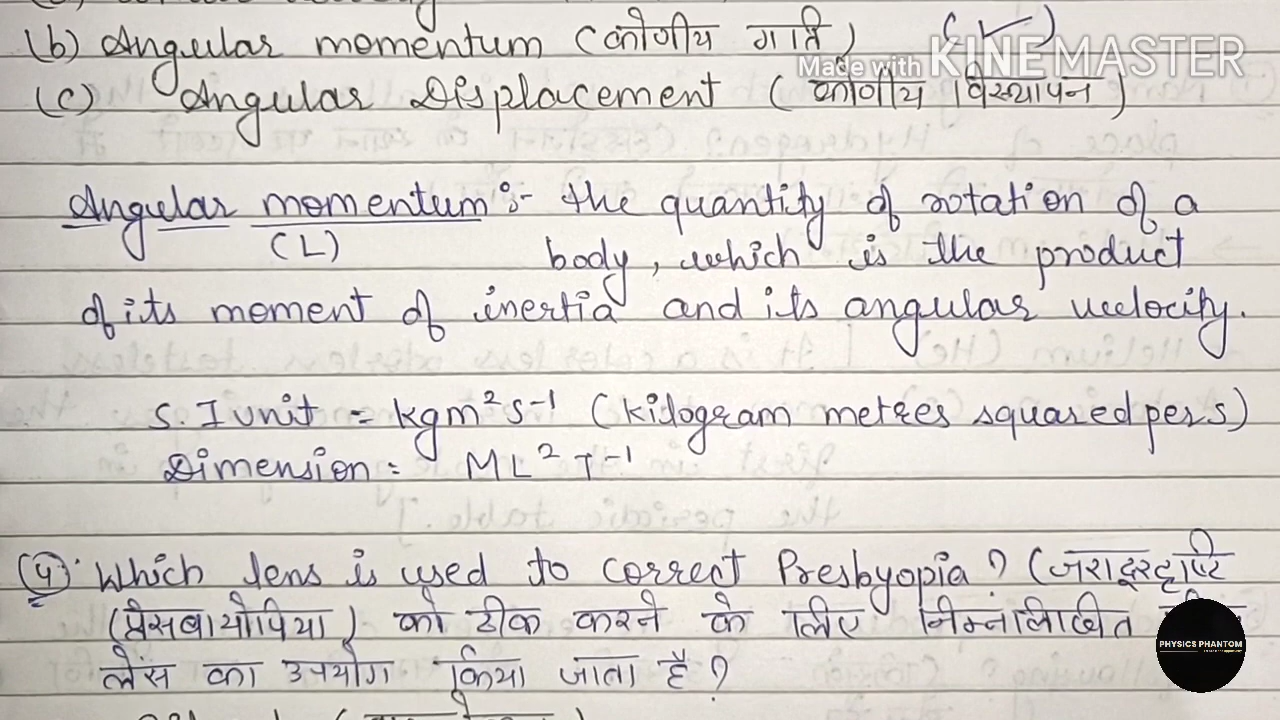 (b) Angular momentum (कोणीय गति) (✓)
Made with KINEMASTER
(c) Angular Displacement (कोणीय विस्थापन)
Angular momentum :- the quantity of rotation of a
(L) body, which is the product
of its moment of inertia and its angular velocity.
S.I unit = kgm²s⁻¹ (kilogram metres squared per s)
Dimension = ML²T⁻¹
(4) Which lens is used to correct Presbyopia? (जरादूरदृष्टि
(प्रेसबायोपिया) को ठीक करने के लिए निम्नलिखीत
PHYSICS PHANTOM
लेंस का उपयोग किया जाता है?